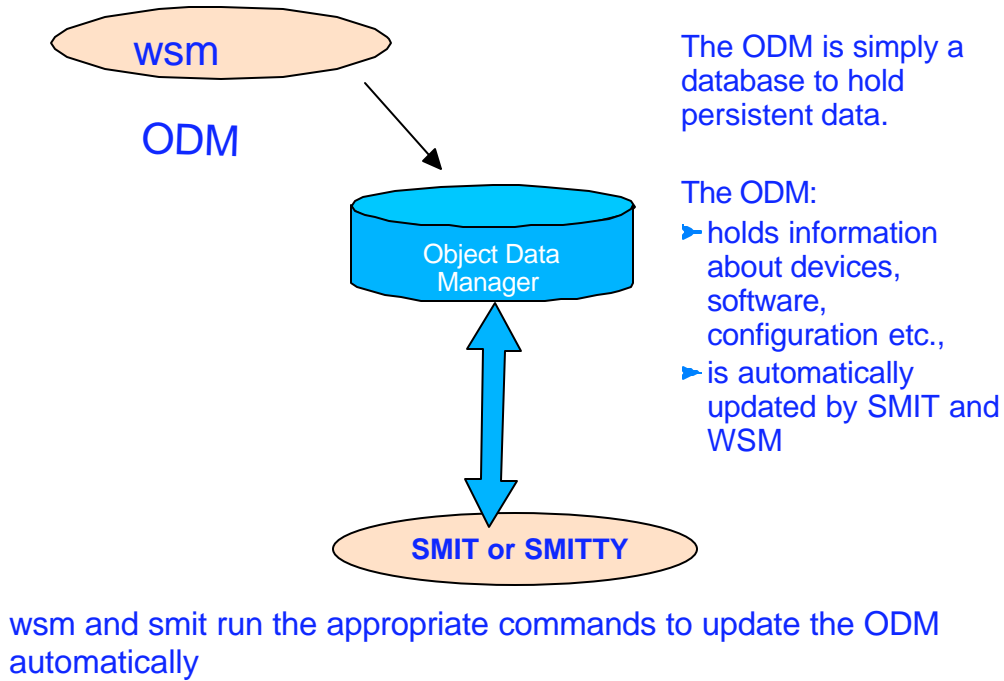 wsm
ODM
Object Data
Manager
SMIT or SMITTY
The ODM is simply a
database to hold
persistent data.
The ODM:
holds information
about devices,
software,
configuration etc.,
is automatically
updated by SMIT and
WSM
wsm and smit run the appropriate commands to update the ODM
automatically